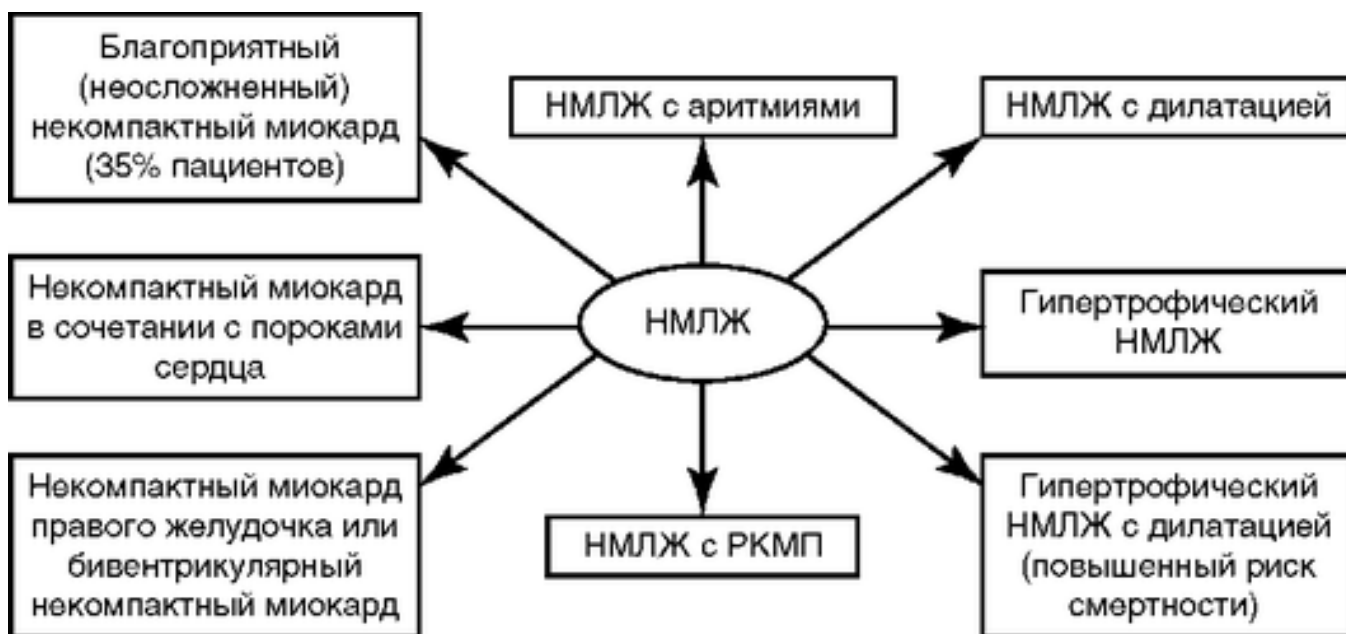 Благоприятный
(неосложненный)
некомпактный миокард
(35% пациентов)
НМЛЖ с аритмиями
НМЛЖ с дилатацией
Некомпактный миокард
в сочетании с пороками
сердца
НМЛЖ
Гипертрофический
НМЛЖ
Некомпактный миокард
правого желудочка или
бивентрикулярный
некомпактный миокард
НМЛЖ с РКМП
Гипертрофический
НМЛЖ с дилатацией
(повышенный риск
смертности)